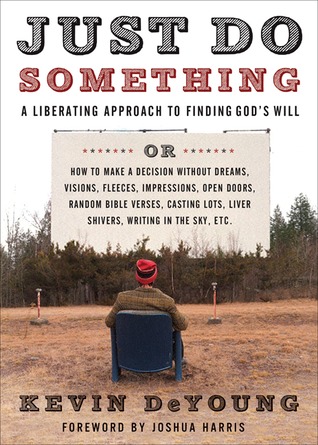 JUST DO
SOMETHING
A LIBERATING APPROACH TO FINDING GOD'S WILL
OR
HOW TO MAKE A DECISION WITHOUT DREAMS,
VISIONS, FLEECES, IMPRESSIONS, OPEN DOORS,
RANDOM BIBLE VERSES, CASTING LOTS, LIVER
SHIVERS, WRITING IN THE SKY, ETC.
KEVIN DeYOUNG
FOREWORD BY JOSHUA HARRIS